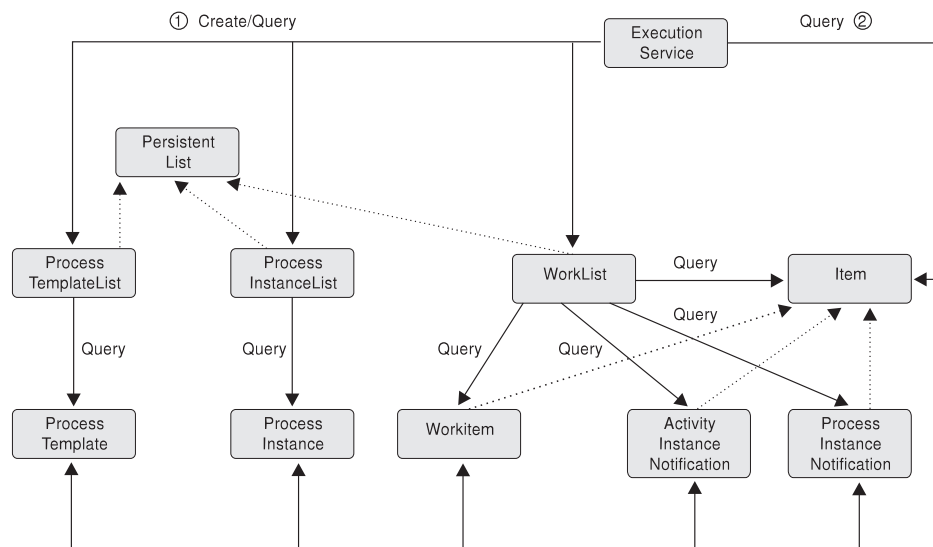 ① Create/Query
Execution
Service
Query ②
Persistent
List
Process
TemplateList
Process
InstanceList
WorkList
Query
Item
Query
Query
Query
Query
Query
Process
Template
Process
Instance
Workitem
Activity
Instance
Notification
Process
Instance
Notification